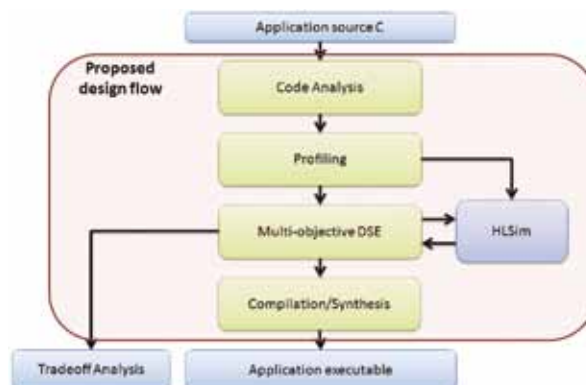 Application source C
Proposed
design flow
Code Analysis
Profiling
Multi-objective DSE
HLSim
Compilation/Synthesis
Tradeoff Analysis
Application executable